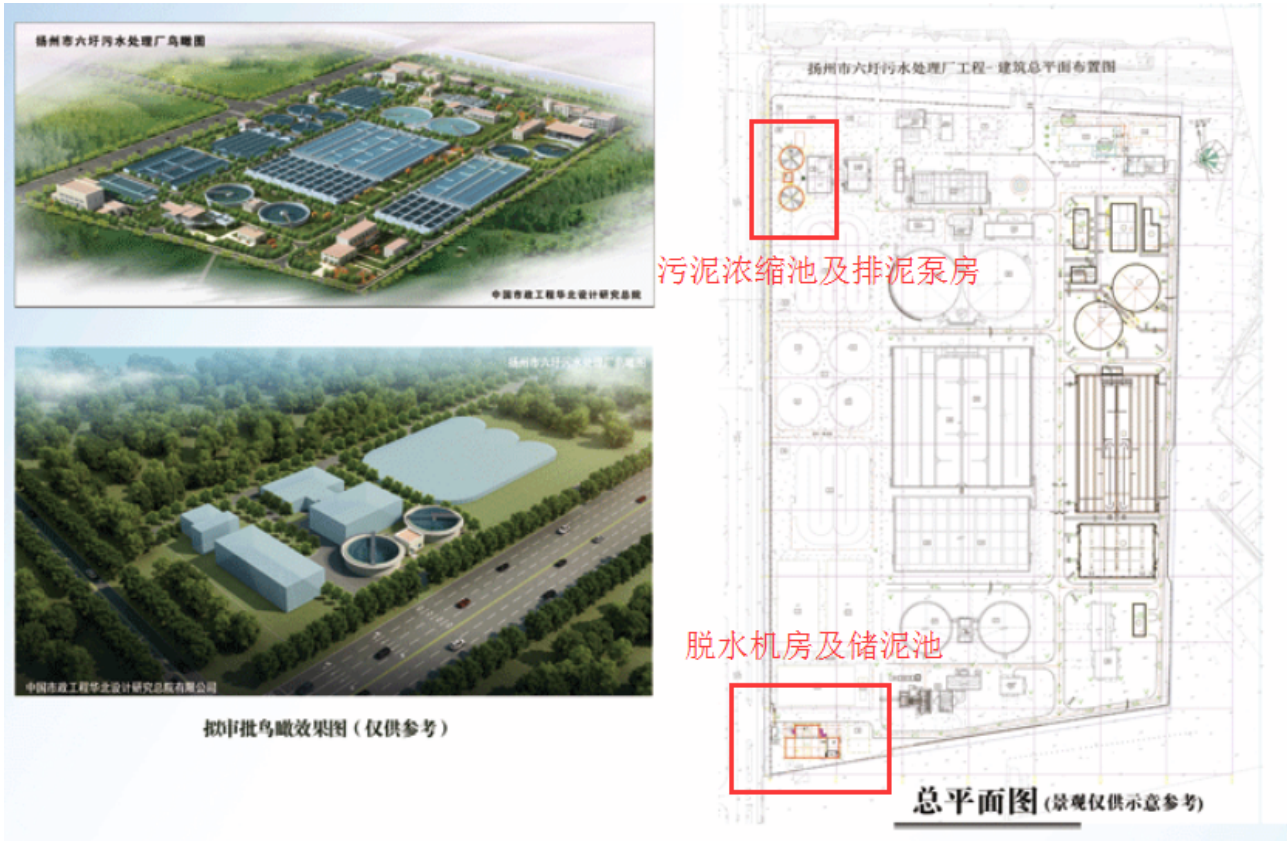 扬州市六圩污水处理厂鸟瞰图
中国市政工程华北设计研究总院
扬州市六圩污水处理厂鸟瞰图
中国市政工程华北设计研究总院有限公司
拟审批鸟瞰效果图（仅供参考）
扬州市六圩污水处理厂工程-建筑总平面布置图
污泥浓缩池及排泥泵房
脱水机房及储泥池
总平面图(景观仅供示意参考)